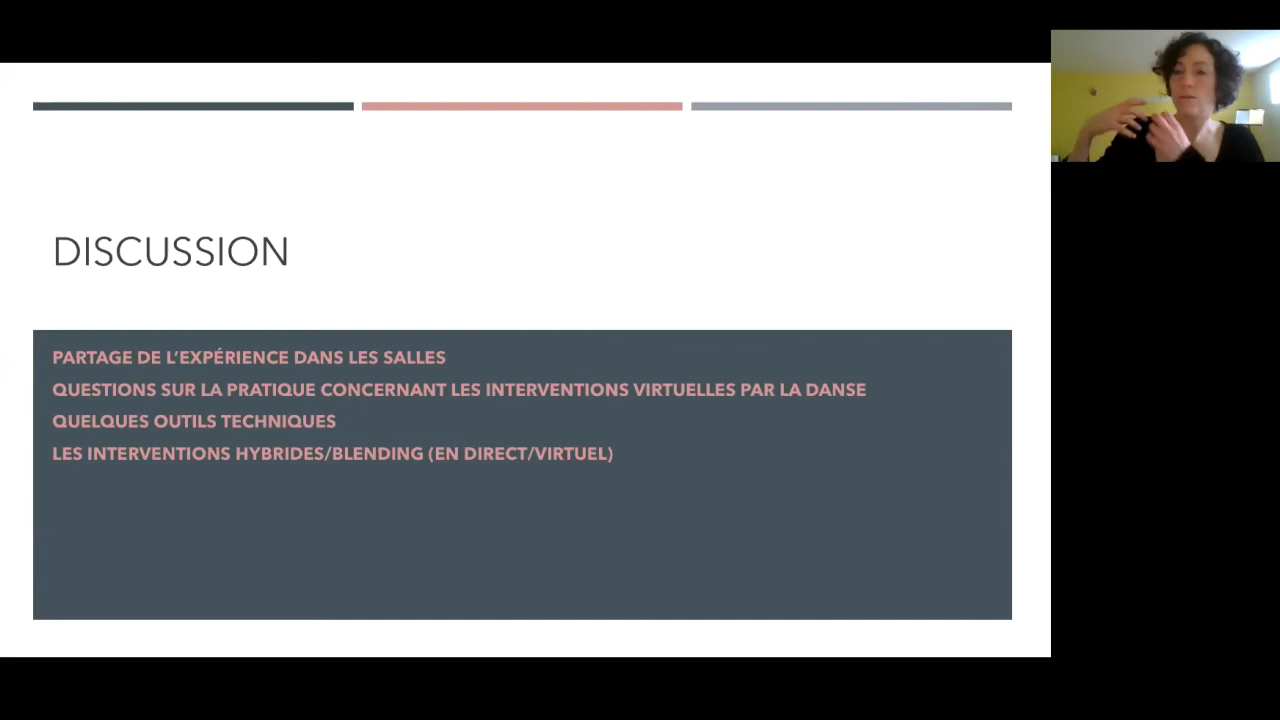 DISCUSSION
PARTAGE DE L’EXPÉRIENCE DANS LES SALLES
QUESTIONS SUR LA PRATIQUE CONCERNANT LES INTERVENTIONS VIRTUELLES PAR LA DANSE
QUELQUES OUTILS TECHNIQUES
LES INTERVENTIONS HYBRIDES/BLENDING (EN DIRECT/VIRTUEL)